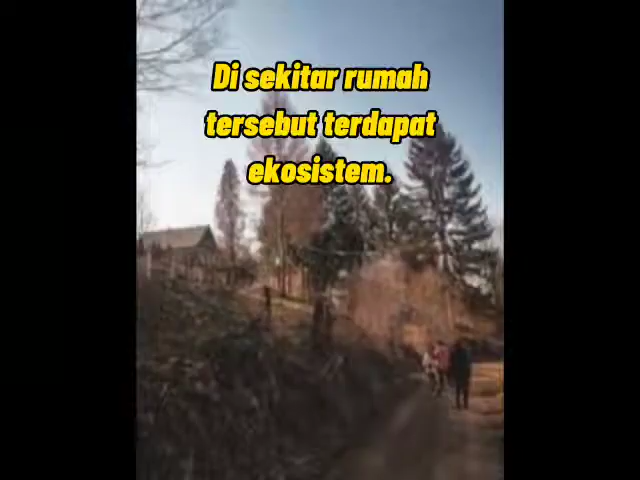 Di sekitar rumah
tersebut terdapat
ekosistem.